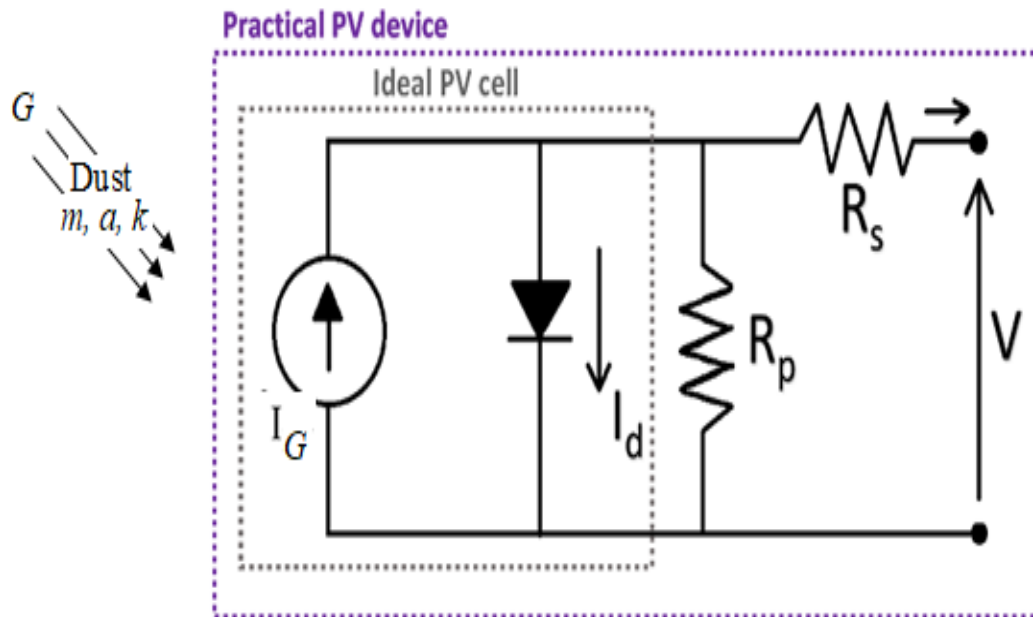 Practical PV device
Ideal PV cell
G
Dust
m, a, k
I_G
I_d
R_p
R_s
V